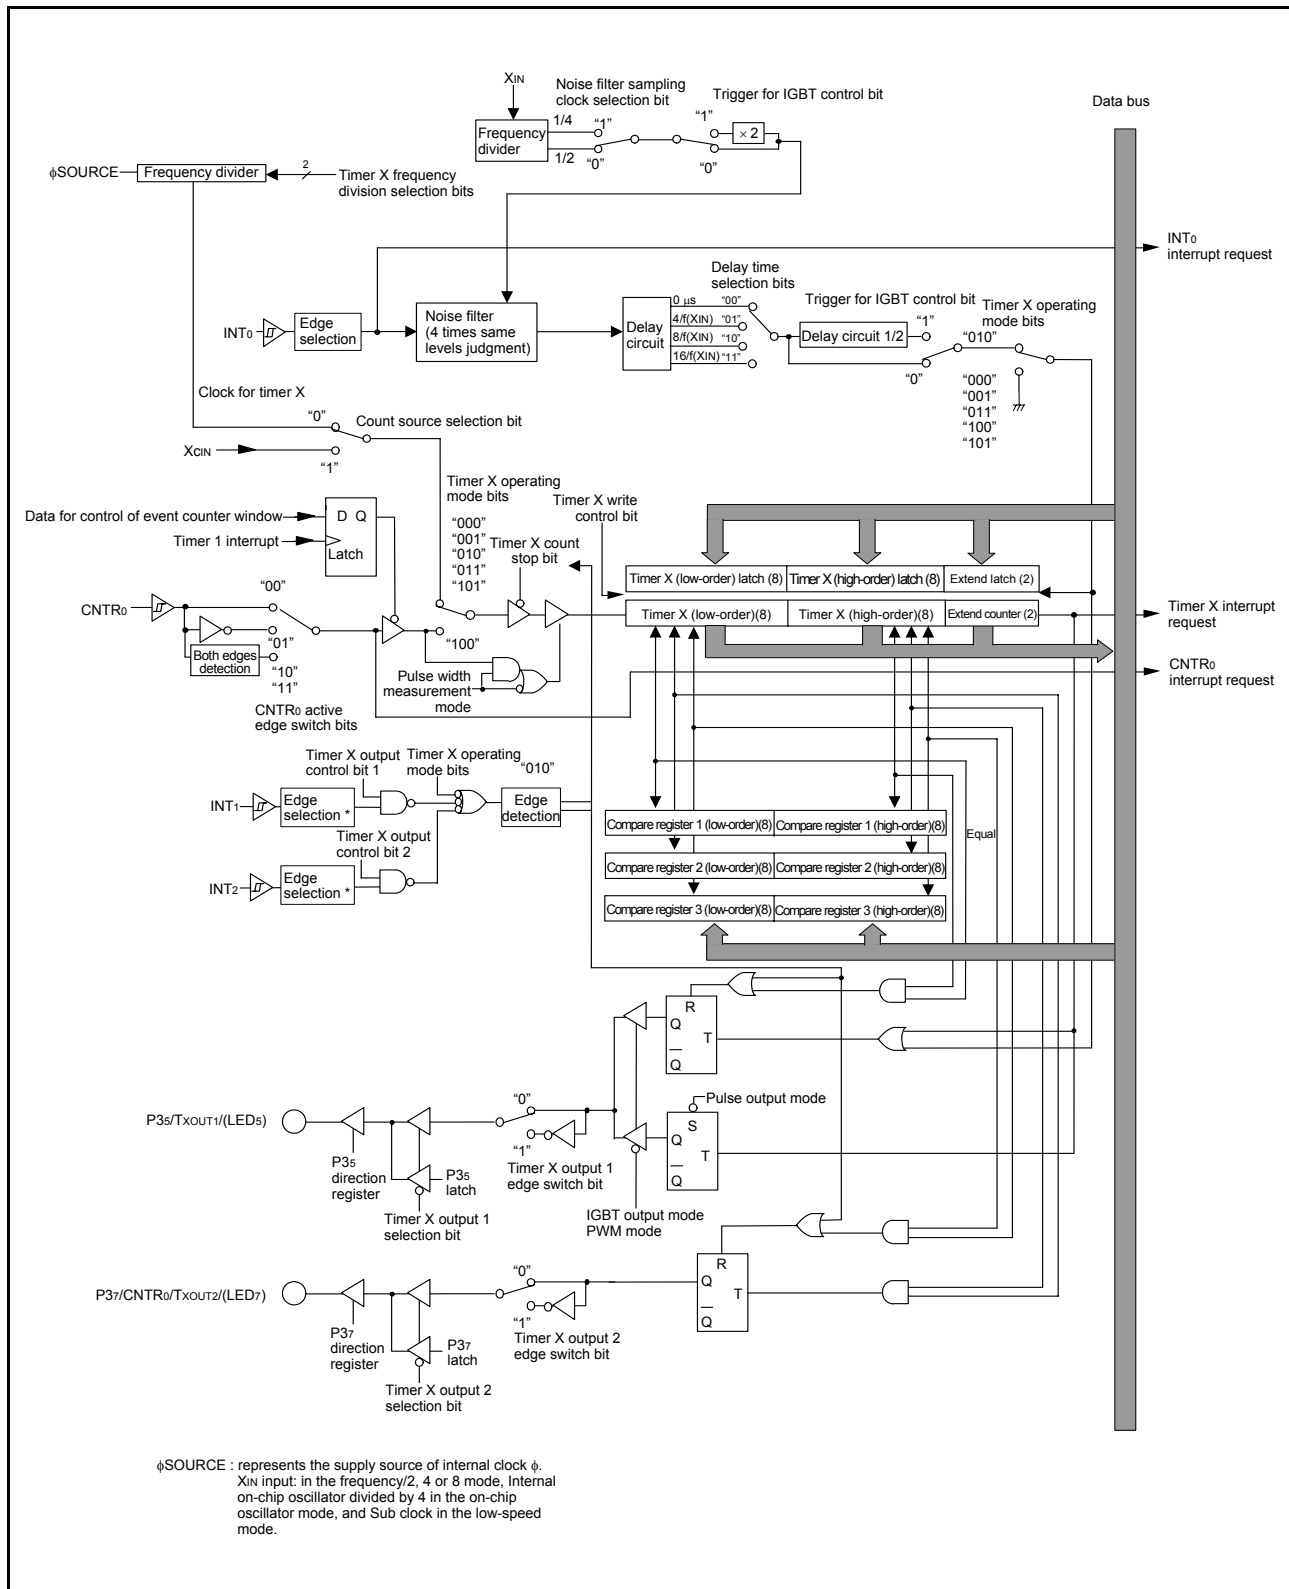 XIN
Noise filter sampling
clock selection bit
Trigger for IGBT control bit
Data bus
Frequency
divider
1/4
1/2
“1”
“0”
“1”
× 2
“0”
ϕSOURCE
Frequency divider
2
Timer X frequency
division selection bits
INT0
interrupt request
INT0
Edge
selection
Noise filter
(4 times same
levels judgment)
Delay
circuit
Delay time
selection bits
0 μs “00”
4/f(XIN) “01”
8/f(XIN) “10”
16/f(XIN) “11”
Trigger for IGBT control bit
Delay circuit 1/2
“1”
“0”
Timer X operating
mode bits
“010”
“000”
“001”
“011”
“100”
“101”
Clock for timer X
“0”
Count source selection bit
XCIN
“1”
Data for control of event counter window
Timer 1 interrupt
D Q
Latch
Timer X operating
mode bits
“000”
“001”
“010”
“011”
“101”
Timer X count
stop bit
Timer X write
control bit
Timer X (low-order) latch (8)
Timer X (high-order) latch (8)
Extend latch (2)
Timer X (low-order)(8)
Timer X (high-order)(8)
Extend counter (2)
Timer X interrupt
request
CNTR0
“00”
“01”
Both edges
detection
“10”
“11”
CNTR0 active
edge switch bits
“100”
Pulse width
measurement
mode
CNTR0
interrupt request
Timer X output
control bit 1
Timer X operating
mode bits
“010”
INT1
Edge
selection *
Edge
detection
Timer X output
control bit 2
INT2
Edge
selection *
Compare register 1 (low-order)(8)
Compare register 1 (high-order)(8)
Equal
Compare register 2 (low-order)(8)
Compare register 2 (high-order)(8)
Compare register 3 (low-order)(8)
Compare register 3 (high-order)(8)
R
Q
T
Q
Pulse output mode
S
Q
T
Q
P35/TXOUT1/(LED5)
“0”
“1”
P35
direction
register
P35
latch
Timer X output 1
edge switch bit
Timer X output 1
selection bit
IGBT output mode
PWM mode
R
Q
T
Q
P37/CNTR0/TXOUT2/(LED7)
“0”
“1”
P37
direction
register
P37
latch
Timer X output 2
edge switch bit
Timer X output 2
selection bit
ϕSOURCE : represents the supply source of internal clock ϕ.
XIN input: in the frequency/2, 4 or 8 mode, Internal
on-chip oscillator divided by 4 in the on-chip
oscillator mode, and Sub clock in the low-speed
mode.